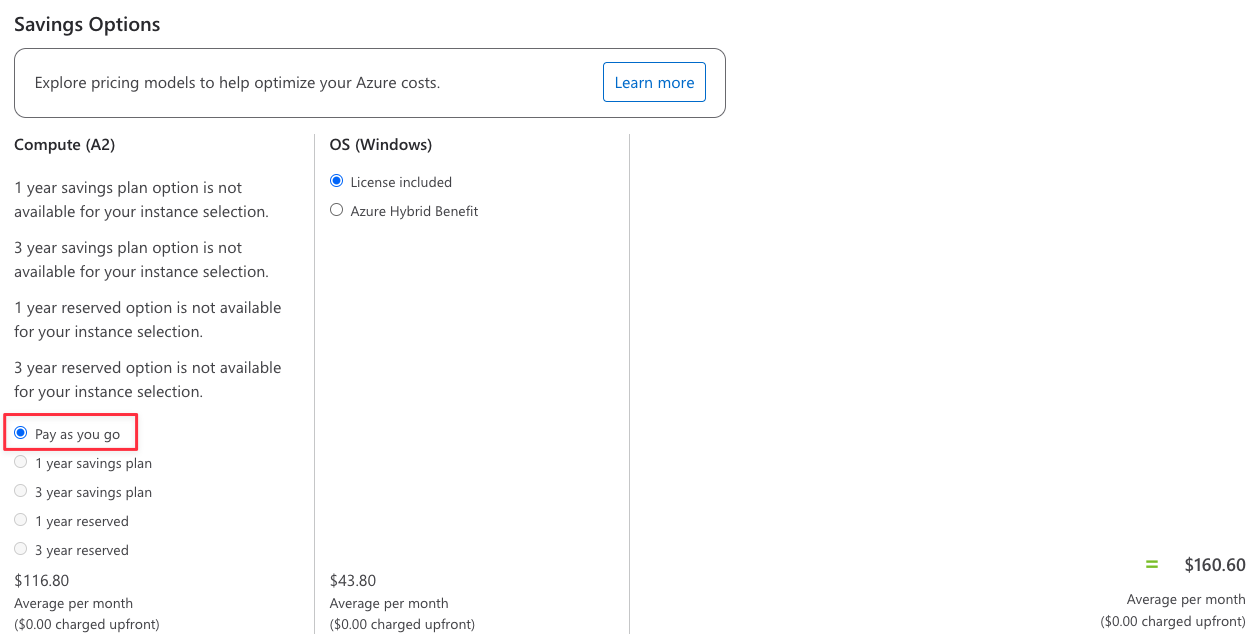 Savings Options
Explore pricing models to help optimize your Azure costs.
Learn more
Compute (A2)
1 year savings plan option is not
available for your instance selection.
3 year savings plan option is not
available for your instance selection.
1 year reserved option is not available
for your instance selection.
3 year reserved option is not available
for your instance selection.
Pay as you go
1 year savings plan
3 year savings plan
1 year reserved
3 year reserved
$116.80
Average per month
($0.00 charged upfront)
OS (Windows)
License included
Azure Hybrid Benefit
$43.80
Average per month
($0.00 charged upfront)
= $160.60
Average per month
($0.00 charged upfront)